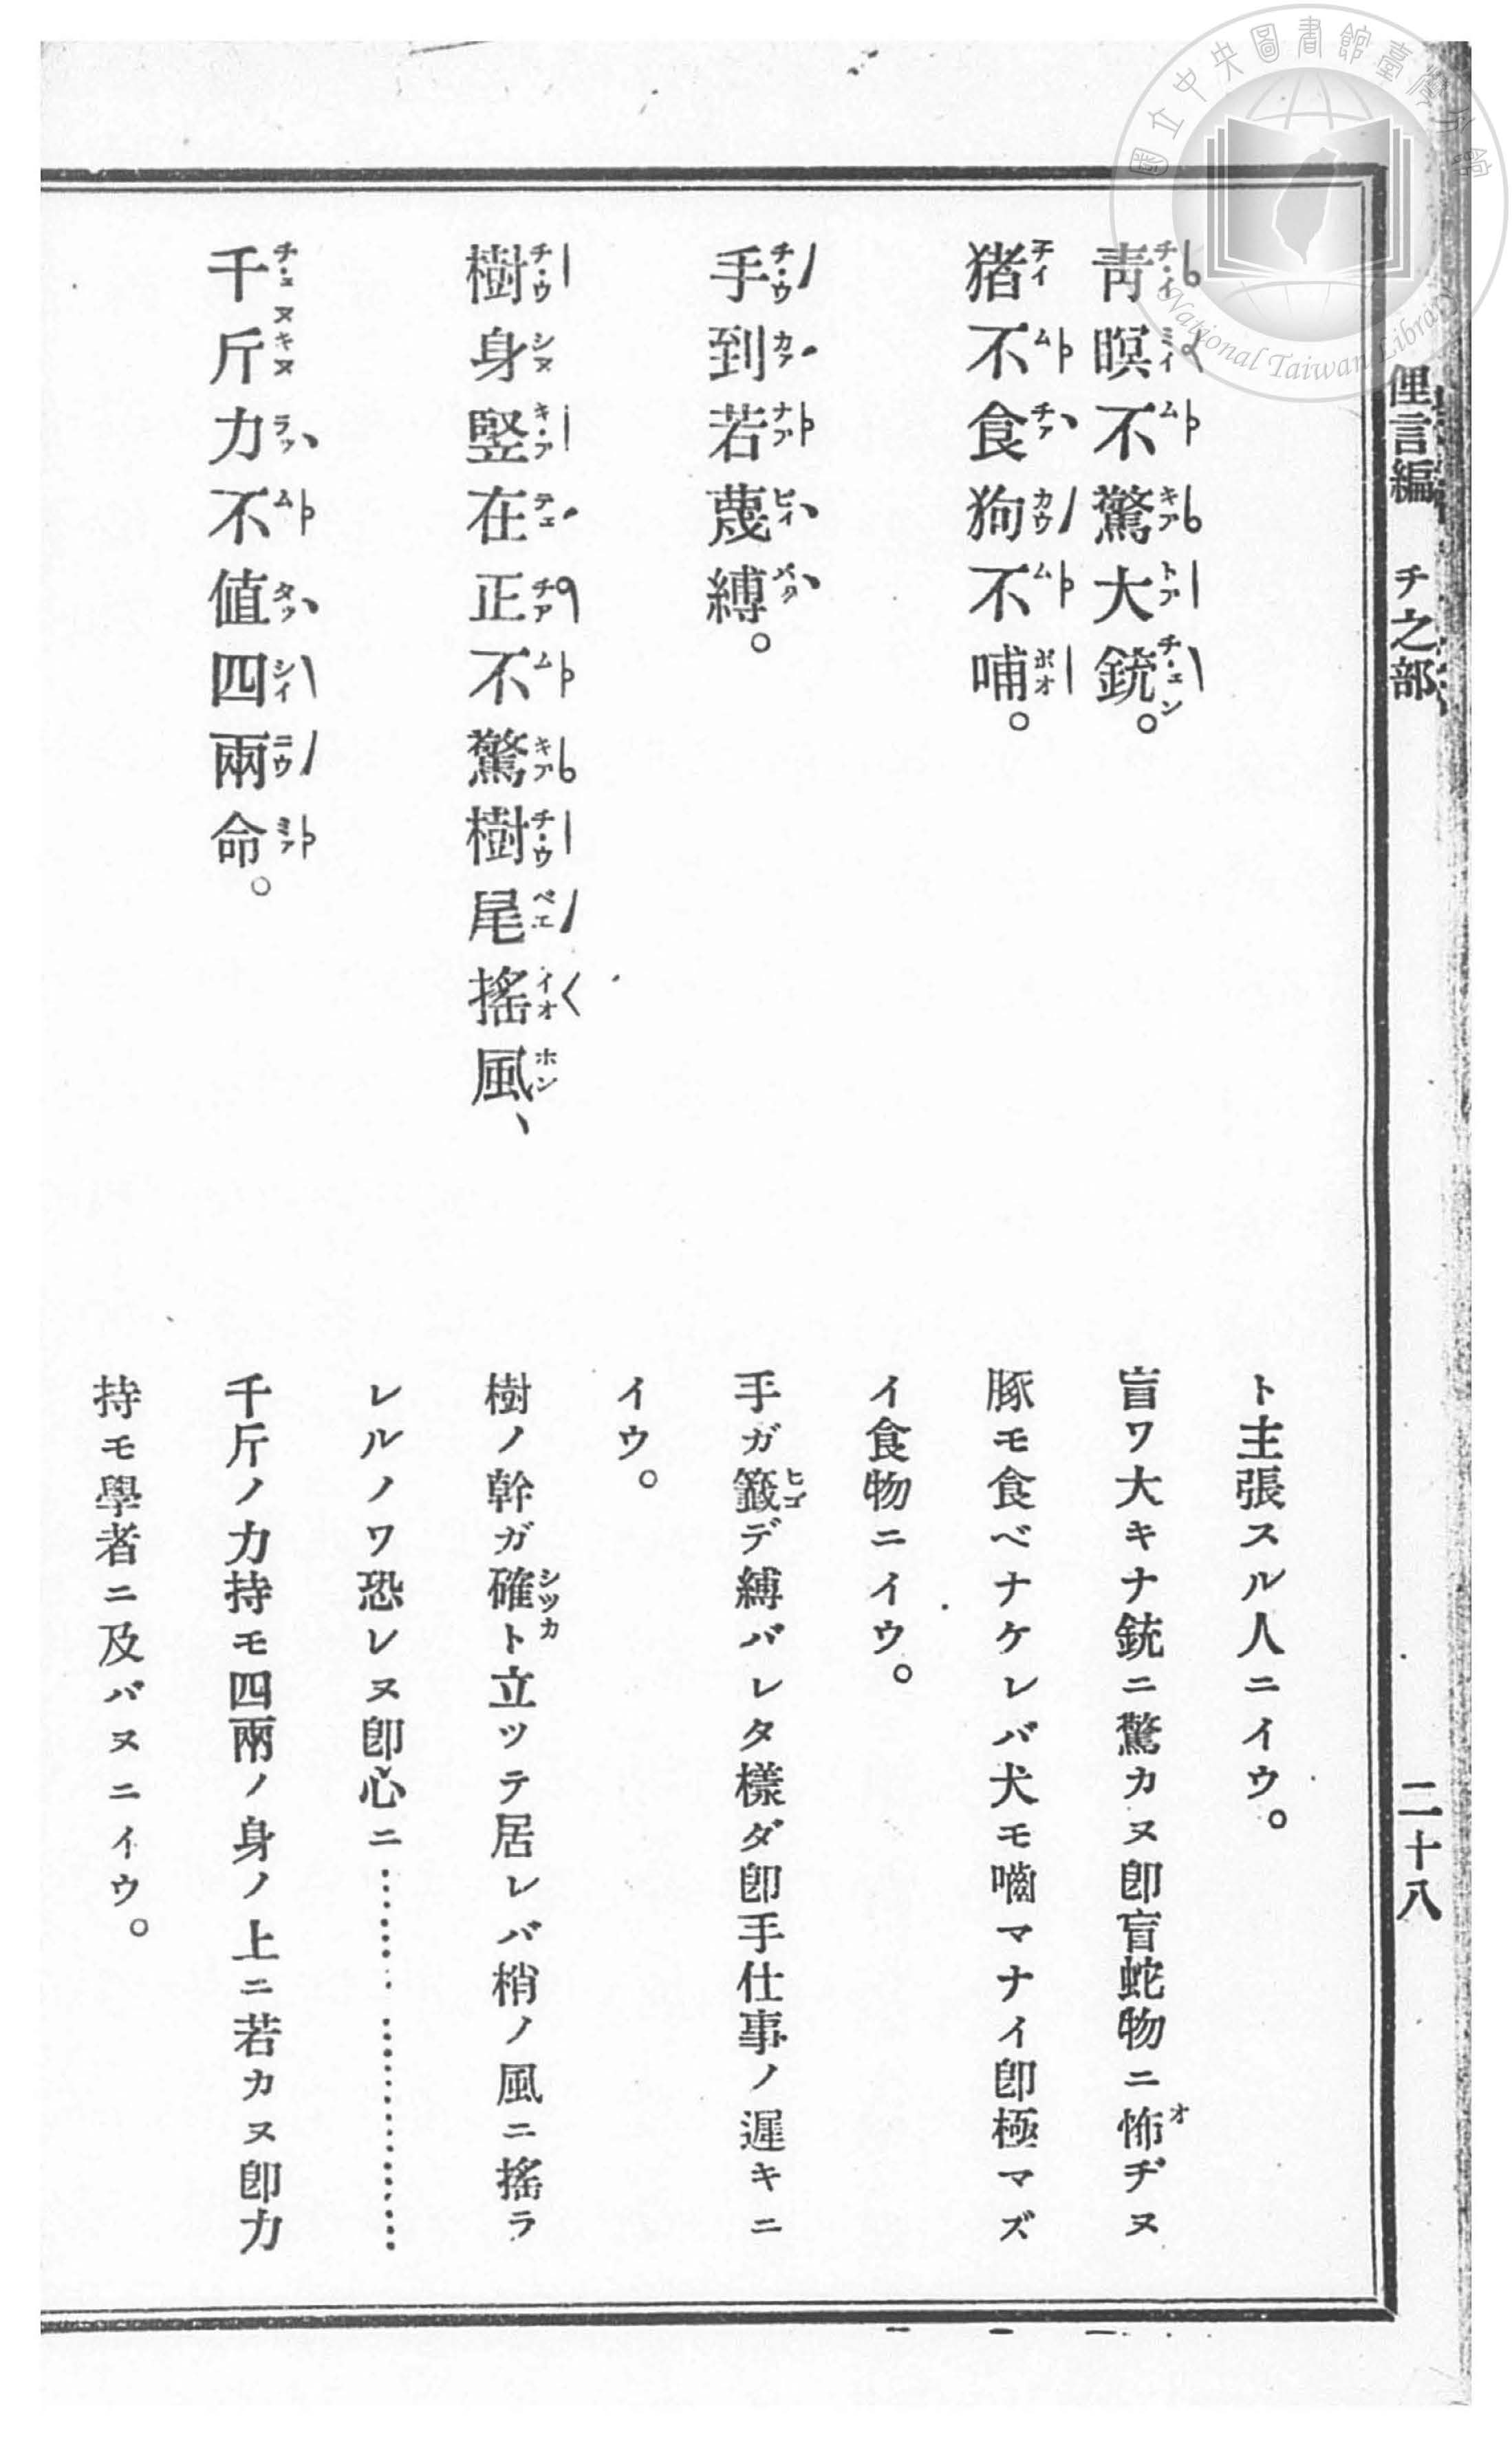 國立中央圖書館臺灣分館
National Taiwan Library
俚言編　チ之部
二十八
ト主張スル人ニイウ。
靑暝不驚大銃。
盲ワ大キナ銃ニ驚カヌ卽盲蛇物ニ怖ヂヌ
猪不食狗不哺。
豚モ食ベナケレバ犬モ嚙マナイ卽極マズ
イ食物ニイウ。
手到若蔑縛。
手ガ籤デ縛バレタ樣ダ卽手仕事ノ遲キニ
イウ。
樹身竪在正不驚樹尾搖風、
樹ノ幹ガ確ト立ツテ居レバ梢ノ風ニ搖ラ
レルノワ恐レヌ卽心ニ………………
千斤力不值四兩命。
千斤ノ力持モ四兩ノ身ノ上ニ若カヌ卽力
持モ學者ニ及バヌニイウ。